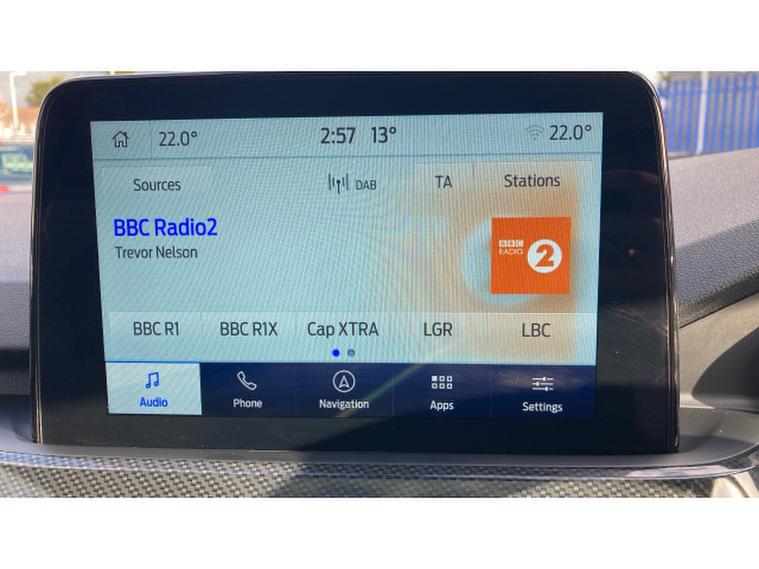 22.0° 2:57 13° 22.0°
Sources DAB TA Stations
BBC Radio2
Trevor Nelson
BBC
RADIO 2
BBC R1 BBC R1X Cap XTRA LGR LBC
Audio Phone Navigation Apps Settings